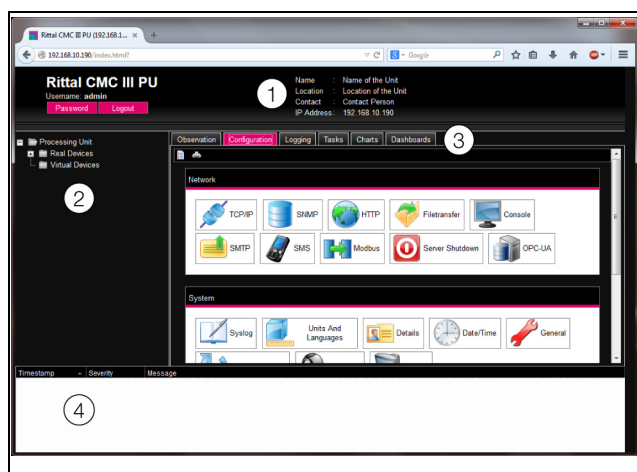 Rittal CMC III PU (192.168.1... × +
192.168.10.190/index.html? Google
Rittal CMC III PU
Username: admin
Password Logout
1
Name : Name of the Unit
Location : Location of the Unit
Contact : Contact Person
IP Address: 192.168.10.190
Processing Unit
Real Devices
Virtual Devices
2
Observation Configuration Logging Tasks Charts Dashboards
3
Network
TCP/IP SNMP HTTP Filetransfer Console
SMTP SMS Modbus Server Shutdown OPC-UA
System
Syslog Units And Languages Details Date/Time General
Timestamp Severity Message
4